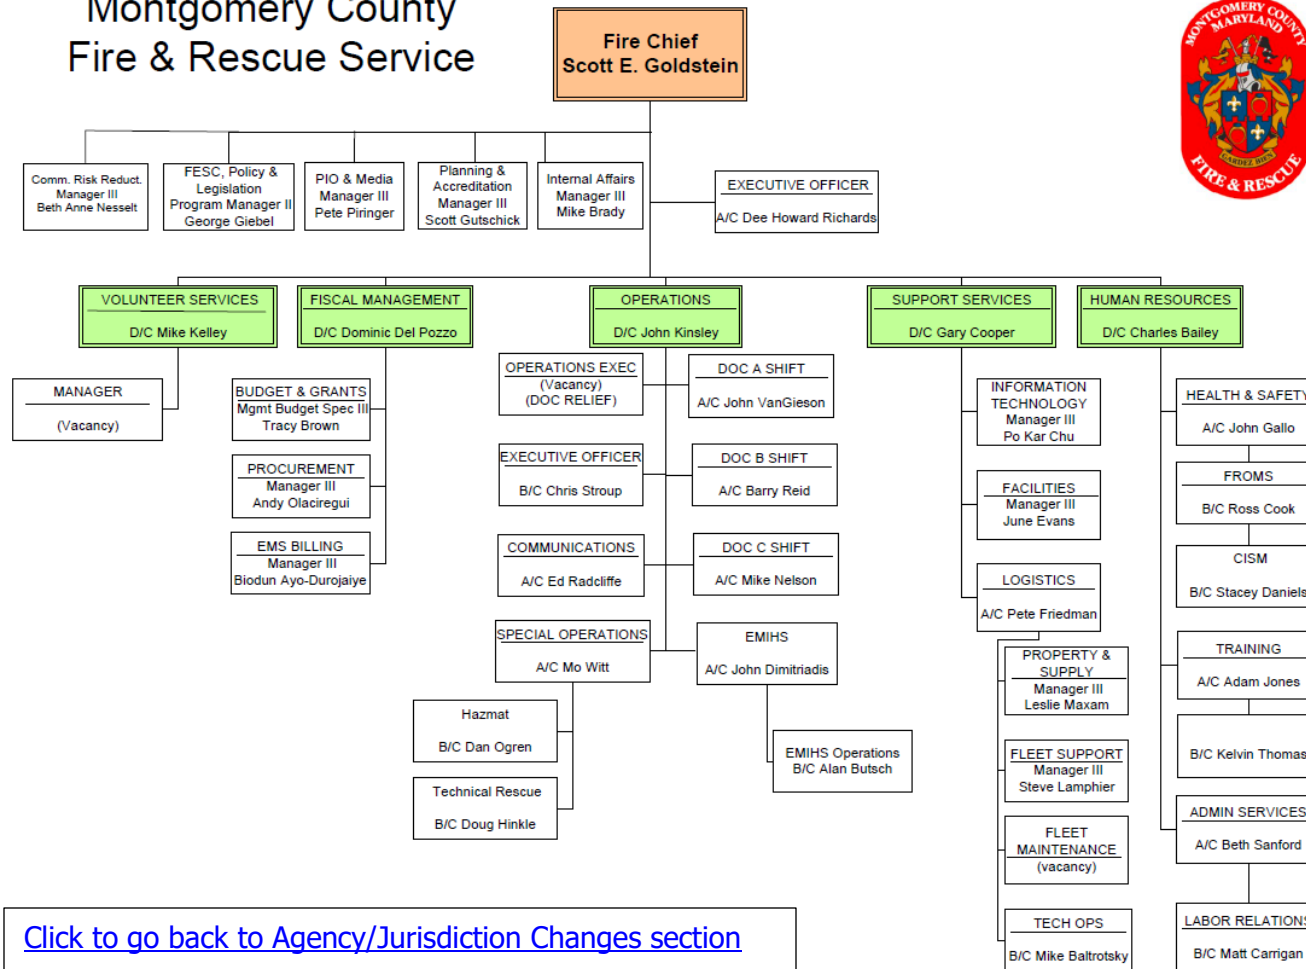 Montgomery County
Fire & Rescue Service
Fire Chief
Scott E. Goldstein
MONTGOMERY COUNTY
MARYLAND
GARDEZ BIEN
FIRE & RESCUE
Comm. Risk Reduct.
Manager III
Beth Anne Nesselt
FESC, Policy &
Legislation
Program Manager II
George Giebel
PIO & Media
Manager III
Pete Piringer
Planning &
Accreditation
Manager III
Scott Gutschick
Internal Affairs
Manager III
Mike Brady
EXECUTIVE OFFICER
A/C Dee Howard Richards
VOLUNTEER SERVICES
D/C Mike Kelley
FISCAL MANAGEMENT
D/C Dominic Del Pozzo
OPERATIONS
D/C John Kinsley
SUPPORT SERVICES
D/C Gary Cooper
HUMAN RESOURCES
D/C Charles Bailey
MANAGER
(Vacancy)
BUDGET & GRANTS
Mgmt Budget Spec III
Tracy Brown
PROCUREMENT
Manager III
Andy Olaciregui
EMS BILLING
Manager III
Biodun Ayo-Durojaiye
OPERATIONS EXEC
(Vacancy)
(DOC RELIEF)
DOC A SHIFT
A/C John VanGieson
EXECUTIVE OFFICER
B/C Chris Stroup
DOC B SHIFT
A/C Barry Reid
COMMUNICATIONS
A/C Ed Radcliffe
DOC C SHIFT
A/C Mike Nelson
SPECIAL OPERATIONS
A/C Mo Witt
EMIHS
A/C John Dimitriadis
Hazmat
B/C Dan Ogren
Technical Rescue
B/C Doug Hinkle
EMIHS Operations
B/C Alan Butsch
INFORMATION
TECHNOLOGY
Manager III
Po Kar Chu
FACILITIES
Manager III
June Evans
LOGISTICS
A/C Pete Friedman
PROPERTY &
SUPPLY
Manager III
Leslie Maxam
FLEET SUPPORT
Manager III
Steve Lamphier
FLEET
MAINTENANCE
(vacancy)
TECH OPS
B/C Mike Baltrotsky
HEALTH & SAFETY
A/C John Gallo
FROMS
B/C Ross Cook
CISM
B/C Stacey Daniels
TRAINING
A/C Adam Jones
B/C Kelvin Thomas
ADMIN SERVICES
A/C Beth Sanford
LABOR RELATIONS
B/C Matt Carrigan
Click to go back to Agency/Jurisdiction Changes section